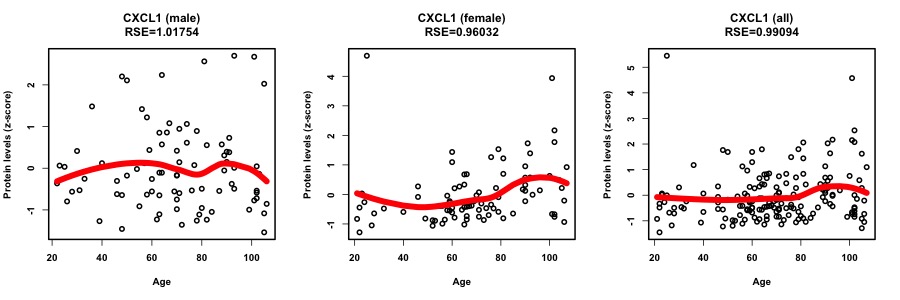 CXCL1 (male)
RSE=1.01754
Protein levels (z-score)
2
1
0
-1
20 40 60 80 100
Age
CXCL1 (female)
RSE=0.96032
Protein levels (z-score)
4
3
2
1
0
-1
20 40 60 80 100
Age
CXCL1 (all)
RSE=0.99094
Protein levels (z-score)
5
4
3
2
1
0
-1
20 40 60 80 100
Age